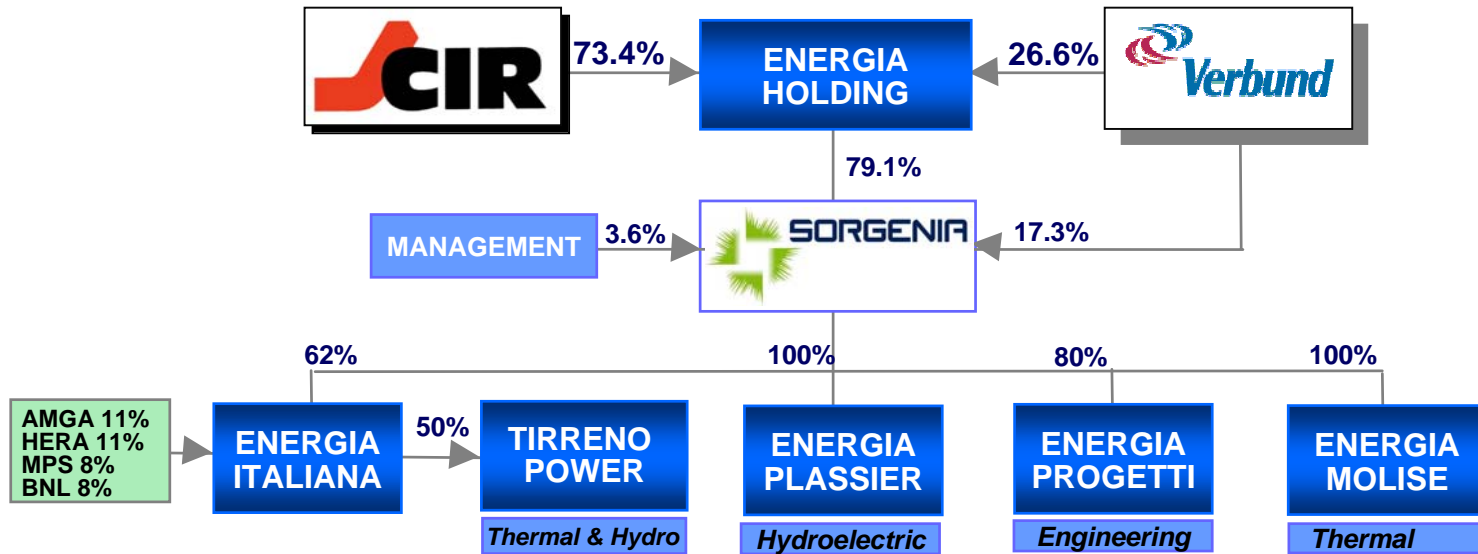 CIR
73.4%
ENERGIA
HOLDING
26.6%
Verbund
79.1%
MANAGEMENT
3.6%
SORGENIA
17.3%
62%
100%
80%
100%
AMGA 11%
HERA 11%
MPS 8%
BNL 8%
ENERGIA
ITALIANA
50%
TIRRENO
POWER
ENERGIA
PLASSIER
ENERGIA
PROGETTI
ENERGIA
MOLISE
Thermal & Hydro
Hydroelectric
Engineering
Thermal